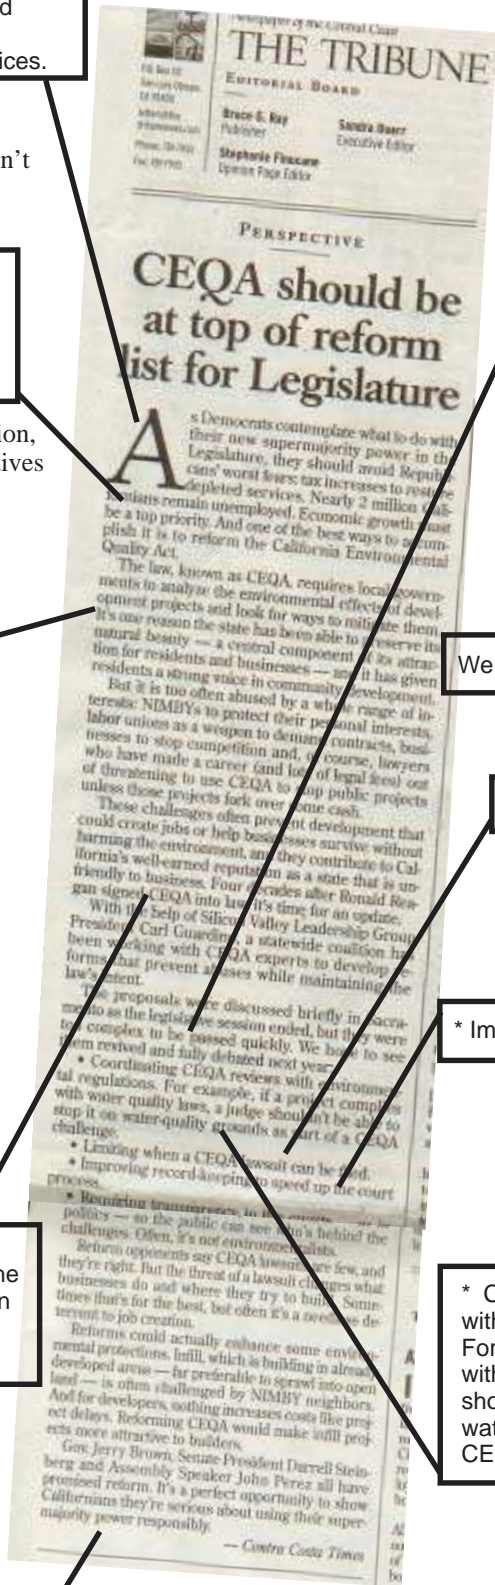 d
ices.
n't
ion,
tives
We
* Im
ne
n
* C
with
For
with
sho
wat
CE
Newspaper of the Central Coast
THE TRIBUNE
EDITORIAL BOARD
Bruce S. Ray
Publisher
Sandra Duerr
Executive Editor
Stephanie Finucane
Opinion Page Editor
PERSPECTIVE
CEQA should be
at top of reform
list for Legislature
As Democrats contemplate what to do with
their new supermajority power in the
Legislature, they should avoid Republi-
cans' worst fears: tax increases to restore
depleted services. Nearly 2 million Cali-
fornians remain unemployed. Economic growth must
be a top priority. And one of the best ways to accom-
plish it is to reform the California Environmental
Quality Act.
The law, known as CEQA, requires local govern-
ments to analyze the environmental effects of devel-
opment projects and look for ways to mitigate them.
It's one reason the state has been able to preserve its
natural beauty — a central component of its attrac-
tion for residents and businesses — and it has given
residents a strong voice in community development.
But it is too often abused by a whole range of in-
terests: NIMBYs to protect their personal interests,
labor unions as a weapon to demand contracts, busi-
nesses to stop competition and, of course, lawyers
who have made a career (and lots of legal fees) out
of threatening to use CEQA to stop public projects
unless those projects fork over some cash.
These challenges often prevent development that
could create jobs or help businesses survive without
harming the environment, and they contribute to Cal-
ifornia's well-earned reputation as a state that is un-
friendly to business. Four decades after Ronald Rea-
gan signed CEQA into law, it's time for an update.
With the help of Silicon Valley Leadership Group
President Carl Guardino, a statewide coalition has
been working with CEQA experts to develop re-
forms that prevent abuses while maintaining the
law's intent.
The proposals were discussed briefly in Sacra-
mento as the legislative session ended, but they were
too complex to be passed quickly. We hope to see
them revived and fully debated next year:
• Coordinating CEQA reviews with environmen-
tal regulations. For example, if a project complies
with water quality laws, a judge shouldn't be able to
stop it on water-quality grounds as part of a CEQA
challenge.
• Limiting when a CEQA lawsuit can be filed.
• Improving record-keeping to speed up the court
process.
• Requiring transparency in
politics — so the public can see who's behind the
challenges. Often, it's not environmentalists.
Reform opponents say CEQA lawsuits are few, and
they're right. But the threat of a lawsuit changes what
businesses do and where they try to build. Some-
times that's for the best, but often it's a needless de-
terrent to job creation.
Reforms could actually enhance some environ-
mental protections. Infill, which is building in already
developed areas — far preferable to sprawl into open
land — is often challenged by NIMBY neighbors.
And for developers, nothing increases costs like proj-
ect delays. Reforming CEQA would make infill proj-
ects more attractive to builders.
Gov. Jerry Brown, Senate President Darrell Stein-
berg and Assembly Speaker John Perez all have
promised reform. It's a perfect opportunity to show
Californians they're serious about using their super-
majority power responsibly.
— Contra Costa Times